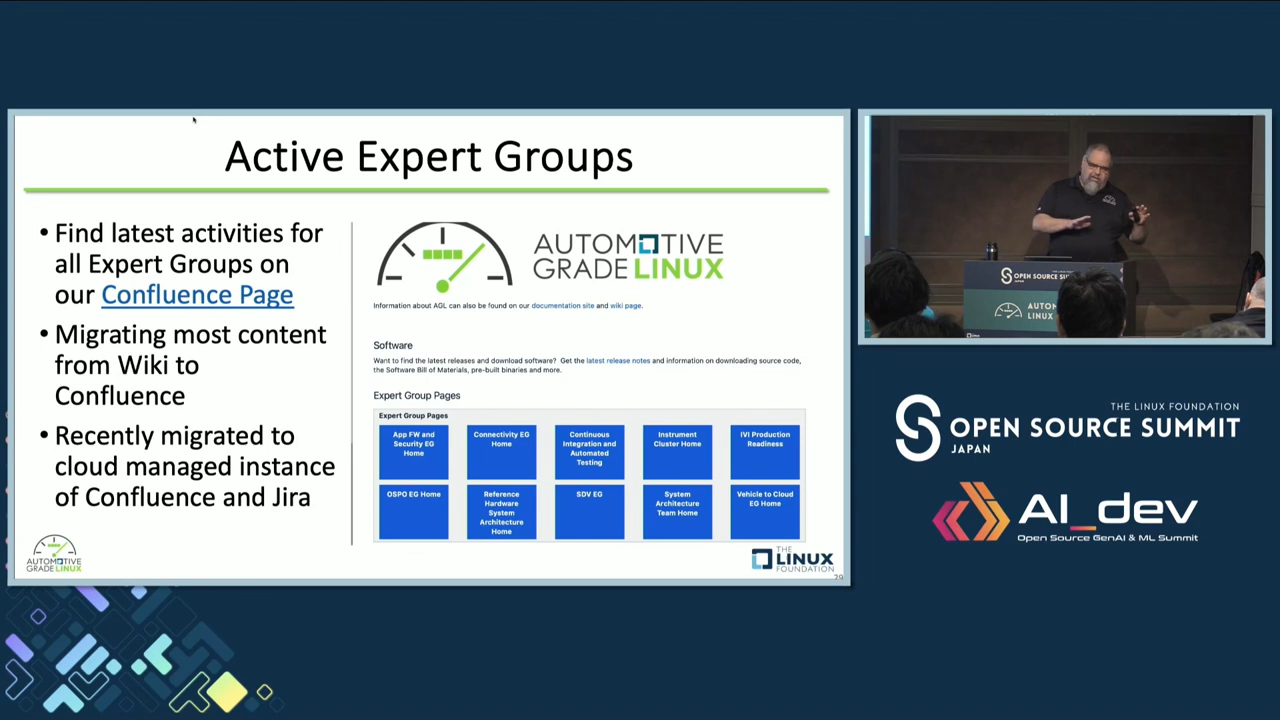 Active Expert Groups
• Find latest activities for
all Expert Groups on
our Confluence Page
• Migrating most content
from Wiki to
Confluence
• Recently migrated to
cloud managed instance
of Confluence and Jira
AUTOMOTIVE
GRADE LINUX
Information about AGL can also be found on our documentation site and wiki page.
Software
Want to find the latest releases and download software? Get the latest release notes and information on downloading source code,
the Software Bill of Materials, pre-built binaries and more.
Expert Group Pages
Expert Group Pages
App FW and
Security EG
Home
Connectivity EG
Home
Continuous
Integration and
Automated
Testing
Instrument
Cluster Home
IVI Production
Readiness
OSPO EG Home
Reference
Hardware
System
Architecture
Home
SDV EG
System
Architecture
Team Home
Vehicle to Cloud
EG Home
AUTOMOTIVE
GRADE LINUX
THE
LINUX
FOUNDATION
29
OPEN SOURCE SU
JAPAN
AUTOM
LINUX
THE LINUX FOUNDATION
OPEN SOURCE SUMMIT
JAPAN
AI_dev
Open Source GenAI & ML Summit